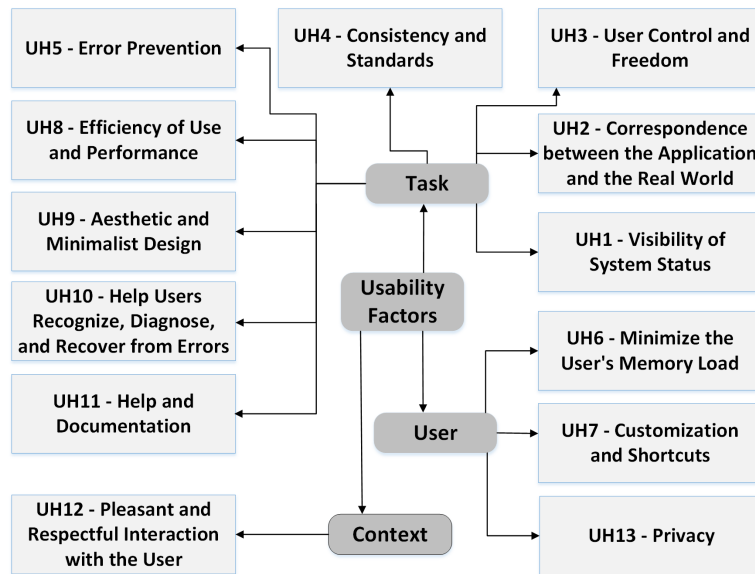 UH5 - Error Prevention
UH4 - Consistency and
Standards
UH3 - User Control and
Freedom
UH8 - Efficiency of Use
and Performance
UH2 - Correspondence
between the Application
and the Real World
Task
UH9 - Aesthetic and
Minimalist Design
UH1 - Visibility of
System Status
Usability
Factors
UH10 - Help Users
Recognize, Diagnose,
and Recover from Errors
UH6 - Minimize the
User's Memory Load
UH11 - Help and
Documentation
User
UH7 - Customization
and Shortcuts
UH12 - Pleasant and
Respectful Interaction
with the User
Context
UH13 - Privacy